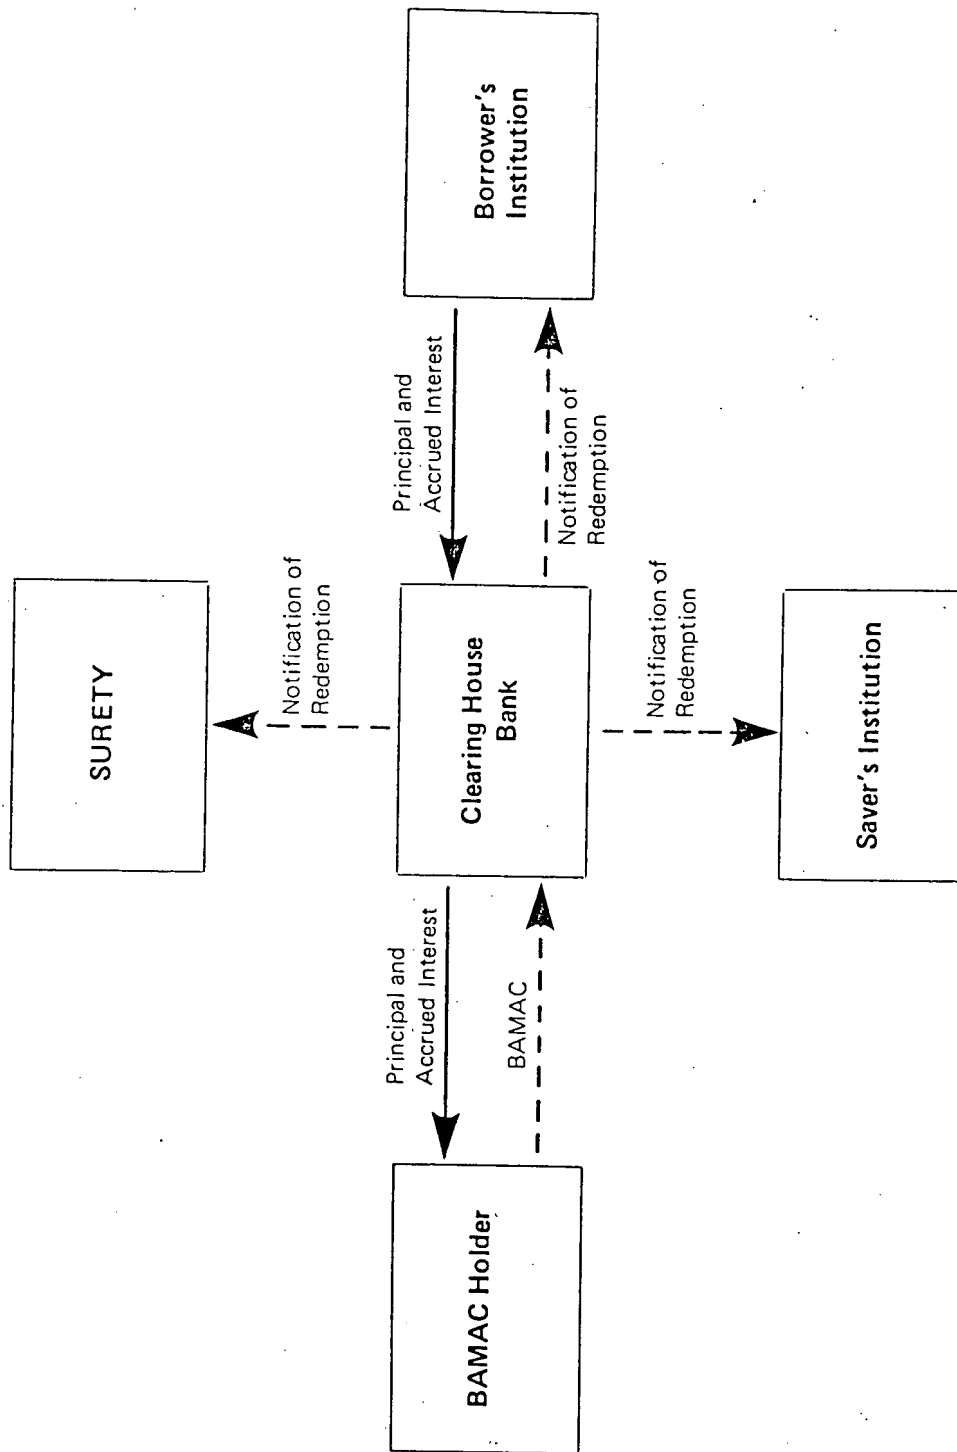 SURETY
Notification of
Redemption
Principal and
Accrued Interest
Principal and
Accrued Interest
BAMAC Holder
Clearing House
Bank
Borrower's
Institution
BAMAC
Notification of
Redemption
Notification of
Redemption
Saver's Institution